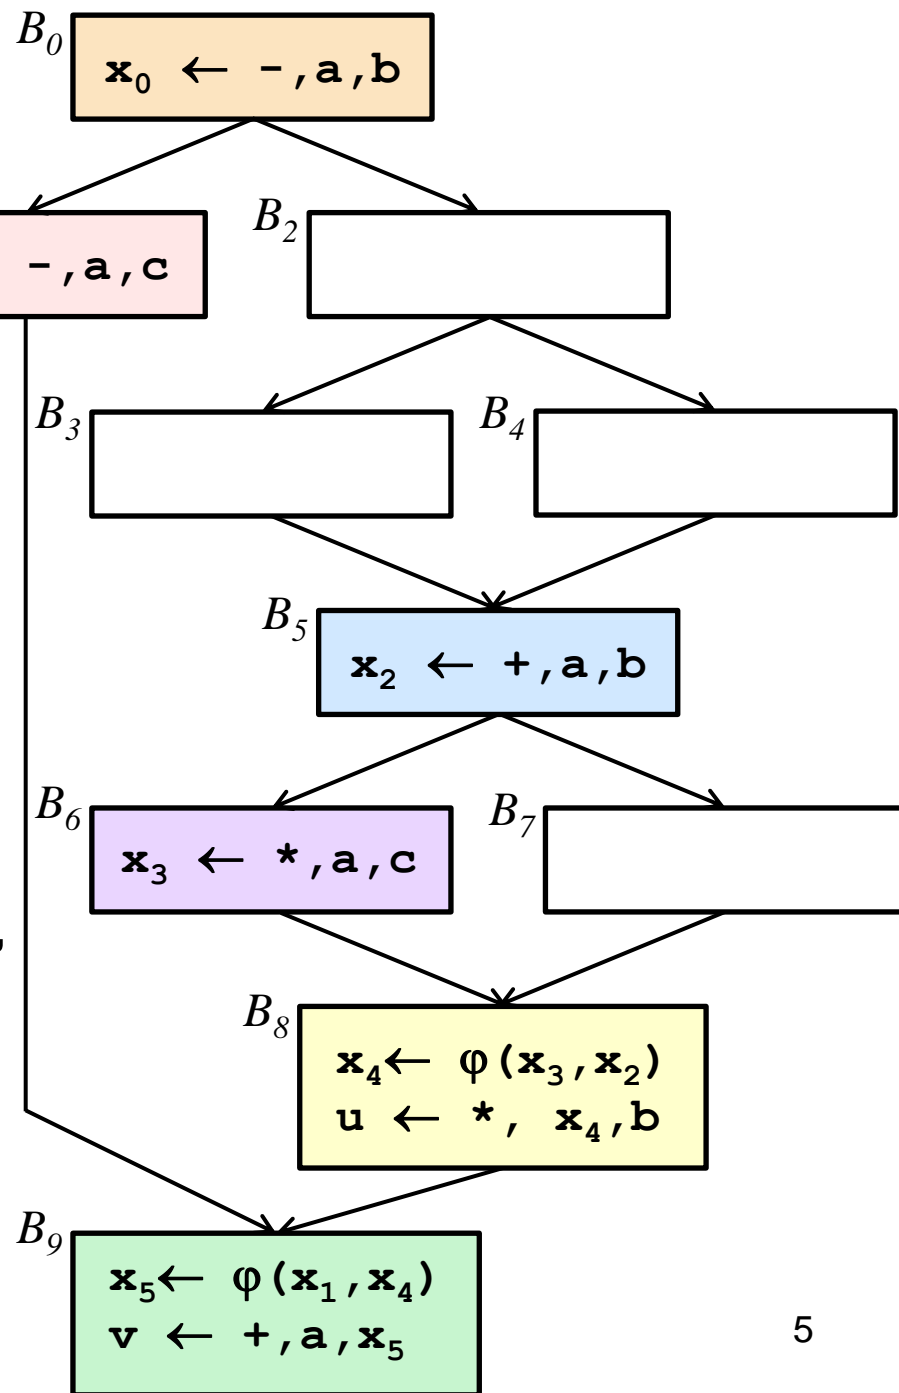 B₀
x₀ ← -,a,b
-,a,c
B₂
B₃
B₄
B₅
x₂ ← +,a,b
B₆
x₃ ← *,a,c
B₇
B₈
x₄← φ(x₃,x₂)
u ← *, x₄,b
B₉
x₅← φ(x₁,x₄)
v ← +,a,x₅
5